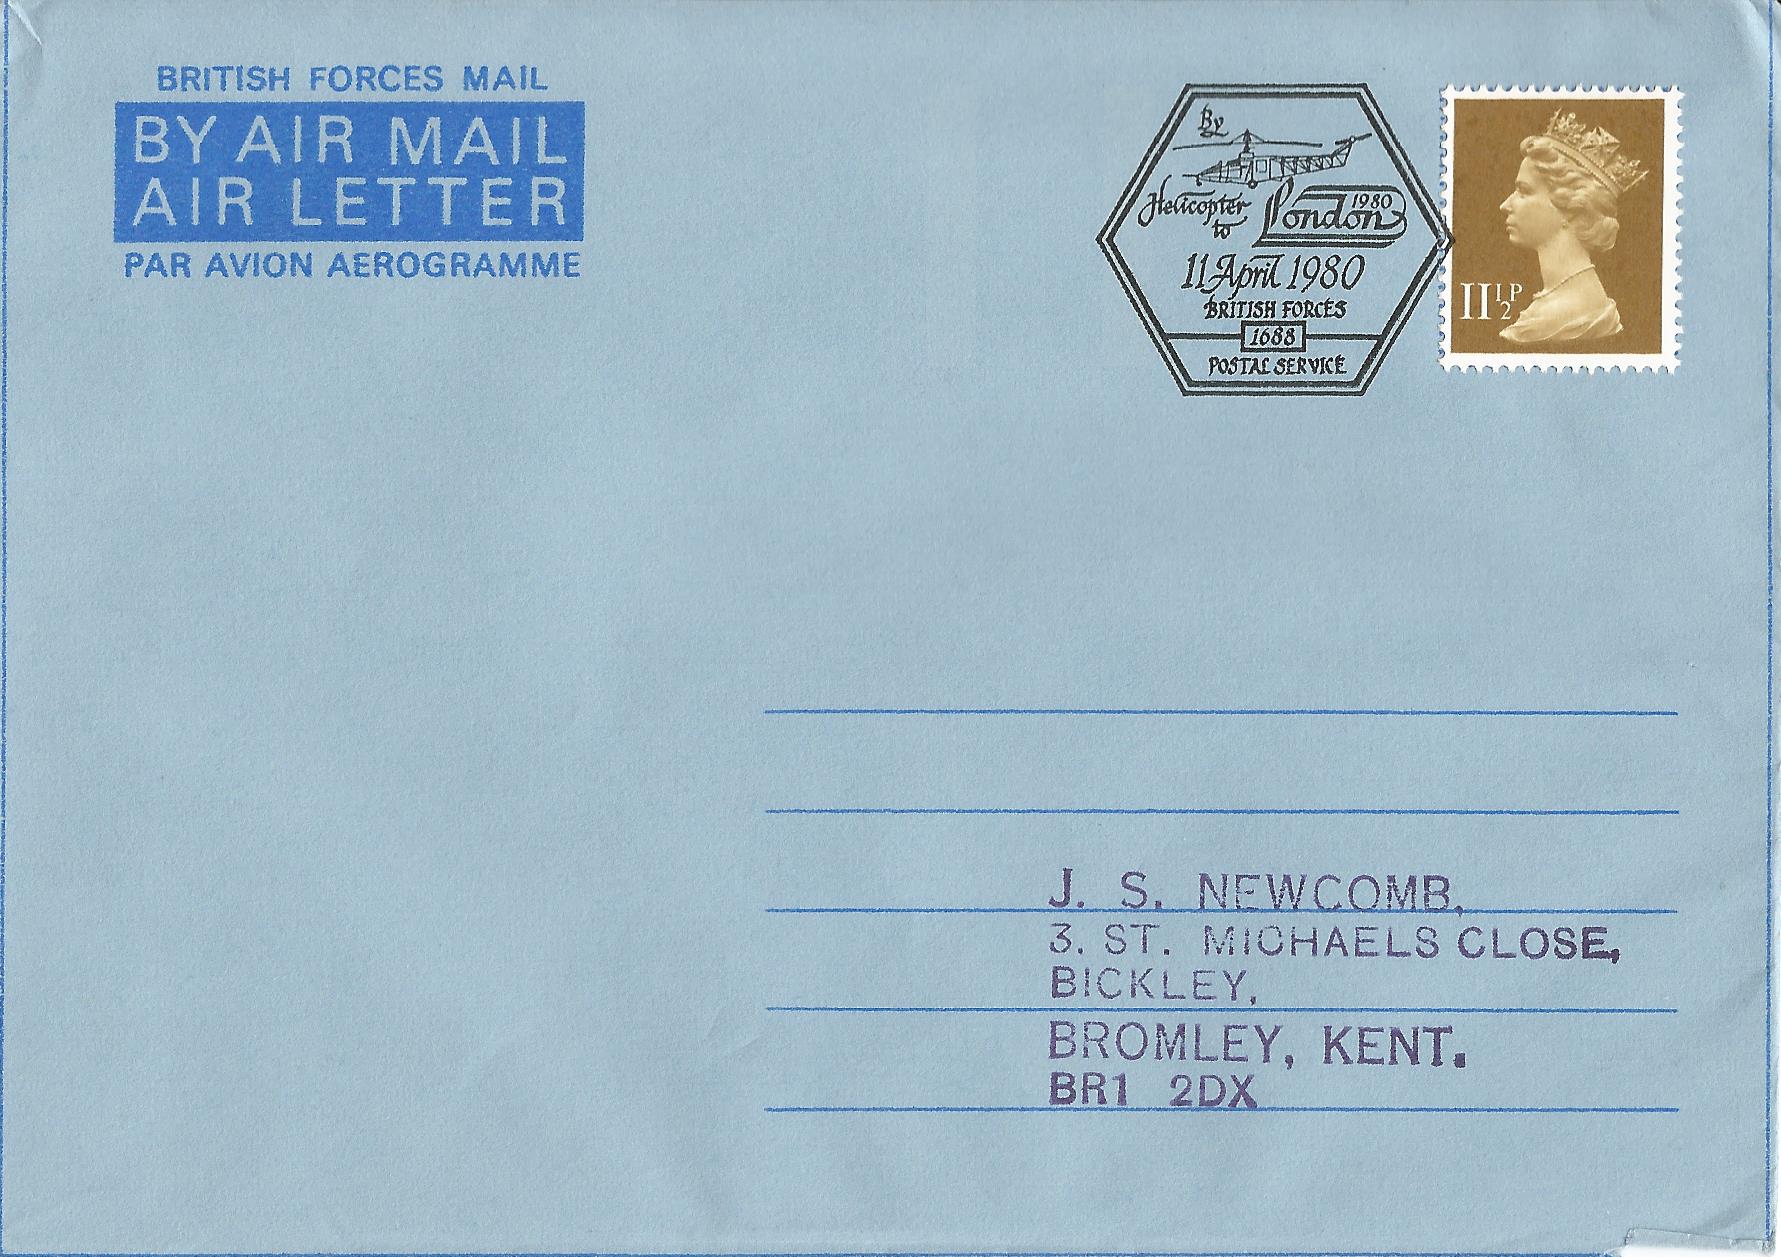 BRITISH FORCES MAIL
BY AIR MAIL
AIR LETTER
PAR AVION AEROGRAMME
By
Helicopter
to
London 1980
11 April 1980
BRITISH FORCES
1688
POSTAL SERVICE
11½P
J. S. NEWCOMB,
3. ST. MICHAELS CLOSE,
BICKLEY,
BROMLEY, KENT.
BR1 2DX